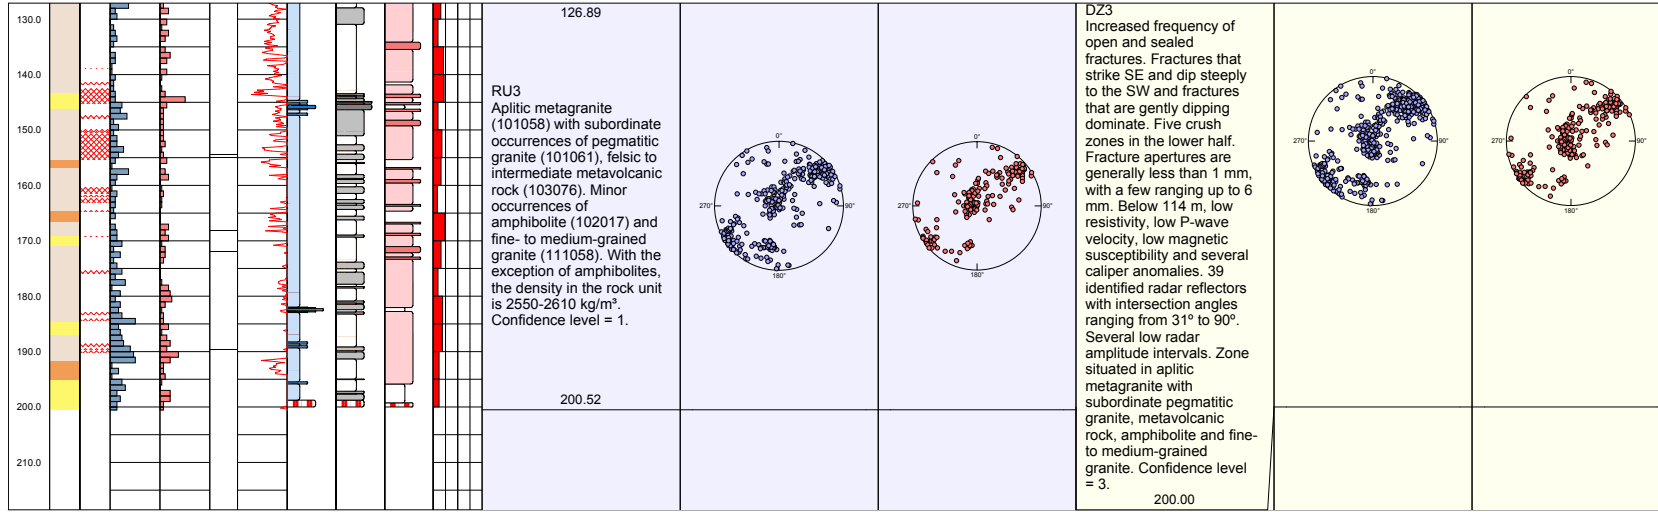 130.0
140.0
150.0
160.0
170.0
180.0
190.0
200.0
210.0
126.89
RU3
Aplitic metagranite
(101058) with subordinate
occurrences of pegmatitic
granite (101061), felsic to
intermediate metavolcanic
rock (103076). Minor
occurrences of
amphibolite (102017) and
fine- to medium-grained
granite (111058). With the
exception of amphibolites,
the density in the rock unit
is 2550-2610 kg/m³.
Confidence level = 1.
200.52
0°
270°
90°
180°
0°
270°
90°
180°
DZ3
Increased frequency of
open and sealed
fractures. Fractures that
strike SE and dip steeply
to the SW and fractures
that are gently dipping
dominate. Five crush
zones in the lower half.
Fracture apertures are
generally less than 1 mm,
with a few ranging up to 6
mm. Below 114 m, low
resistivity, low P-wave
velocity, low magnetic
susceptibility and several
caliper anomalies. 39
identified radar reflectors
with intersection angles
ranging from 31º to 90º.
Several low radar
amplitude intervals. Zone
situated in aplitic
metagranite with
subordinate pegmatitic
granite, metavolcanic
rock, amphibolite and fine-
to medium-grained
granite. Confidence level
= 3.
200.00
0°
270°
90°
180°
0°
270°
90°
180°